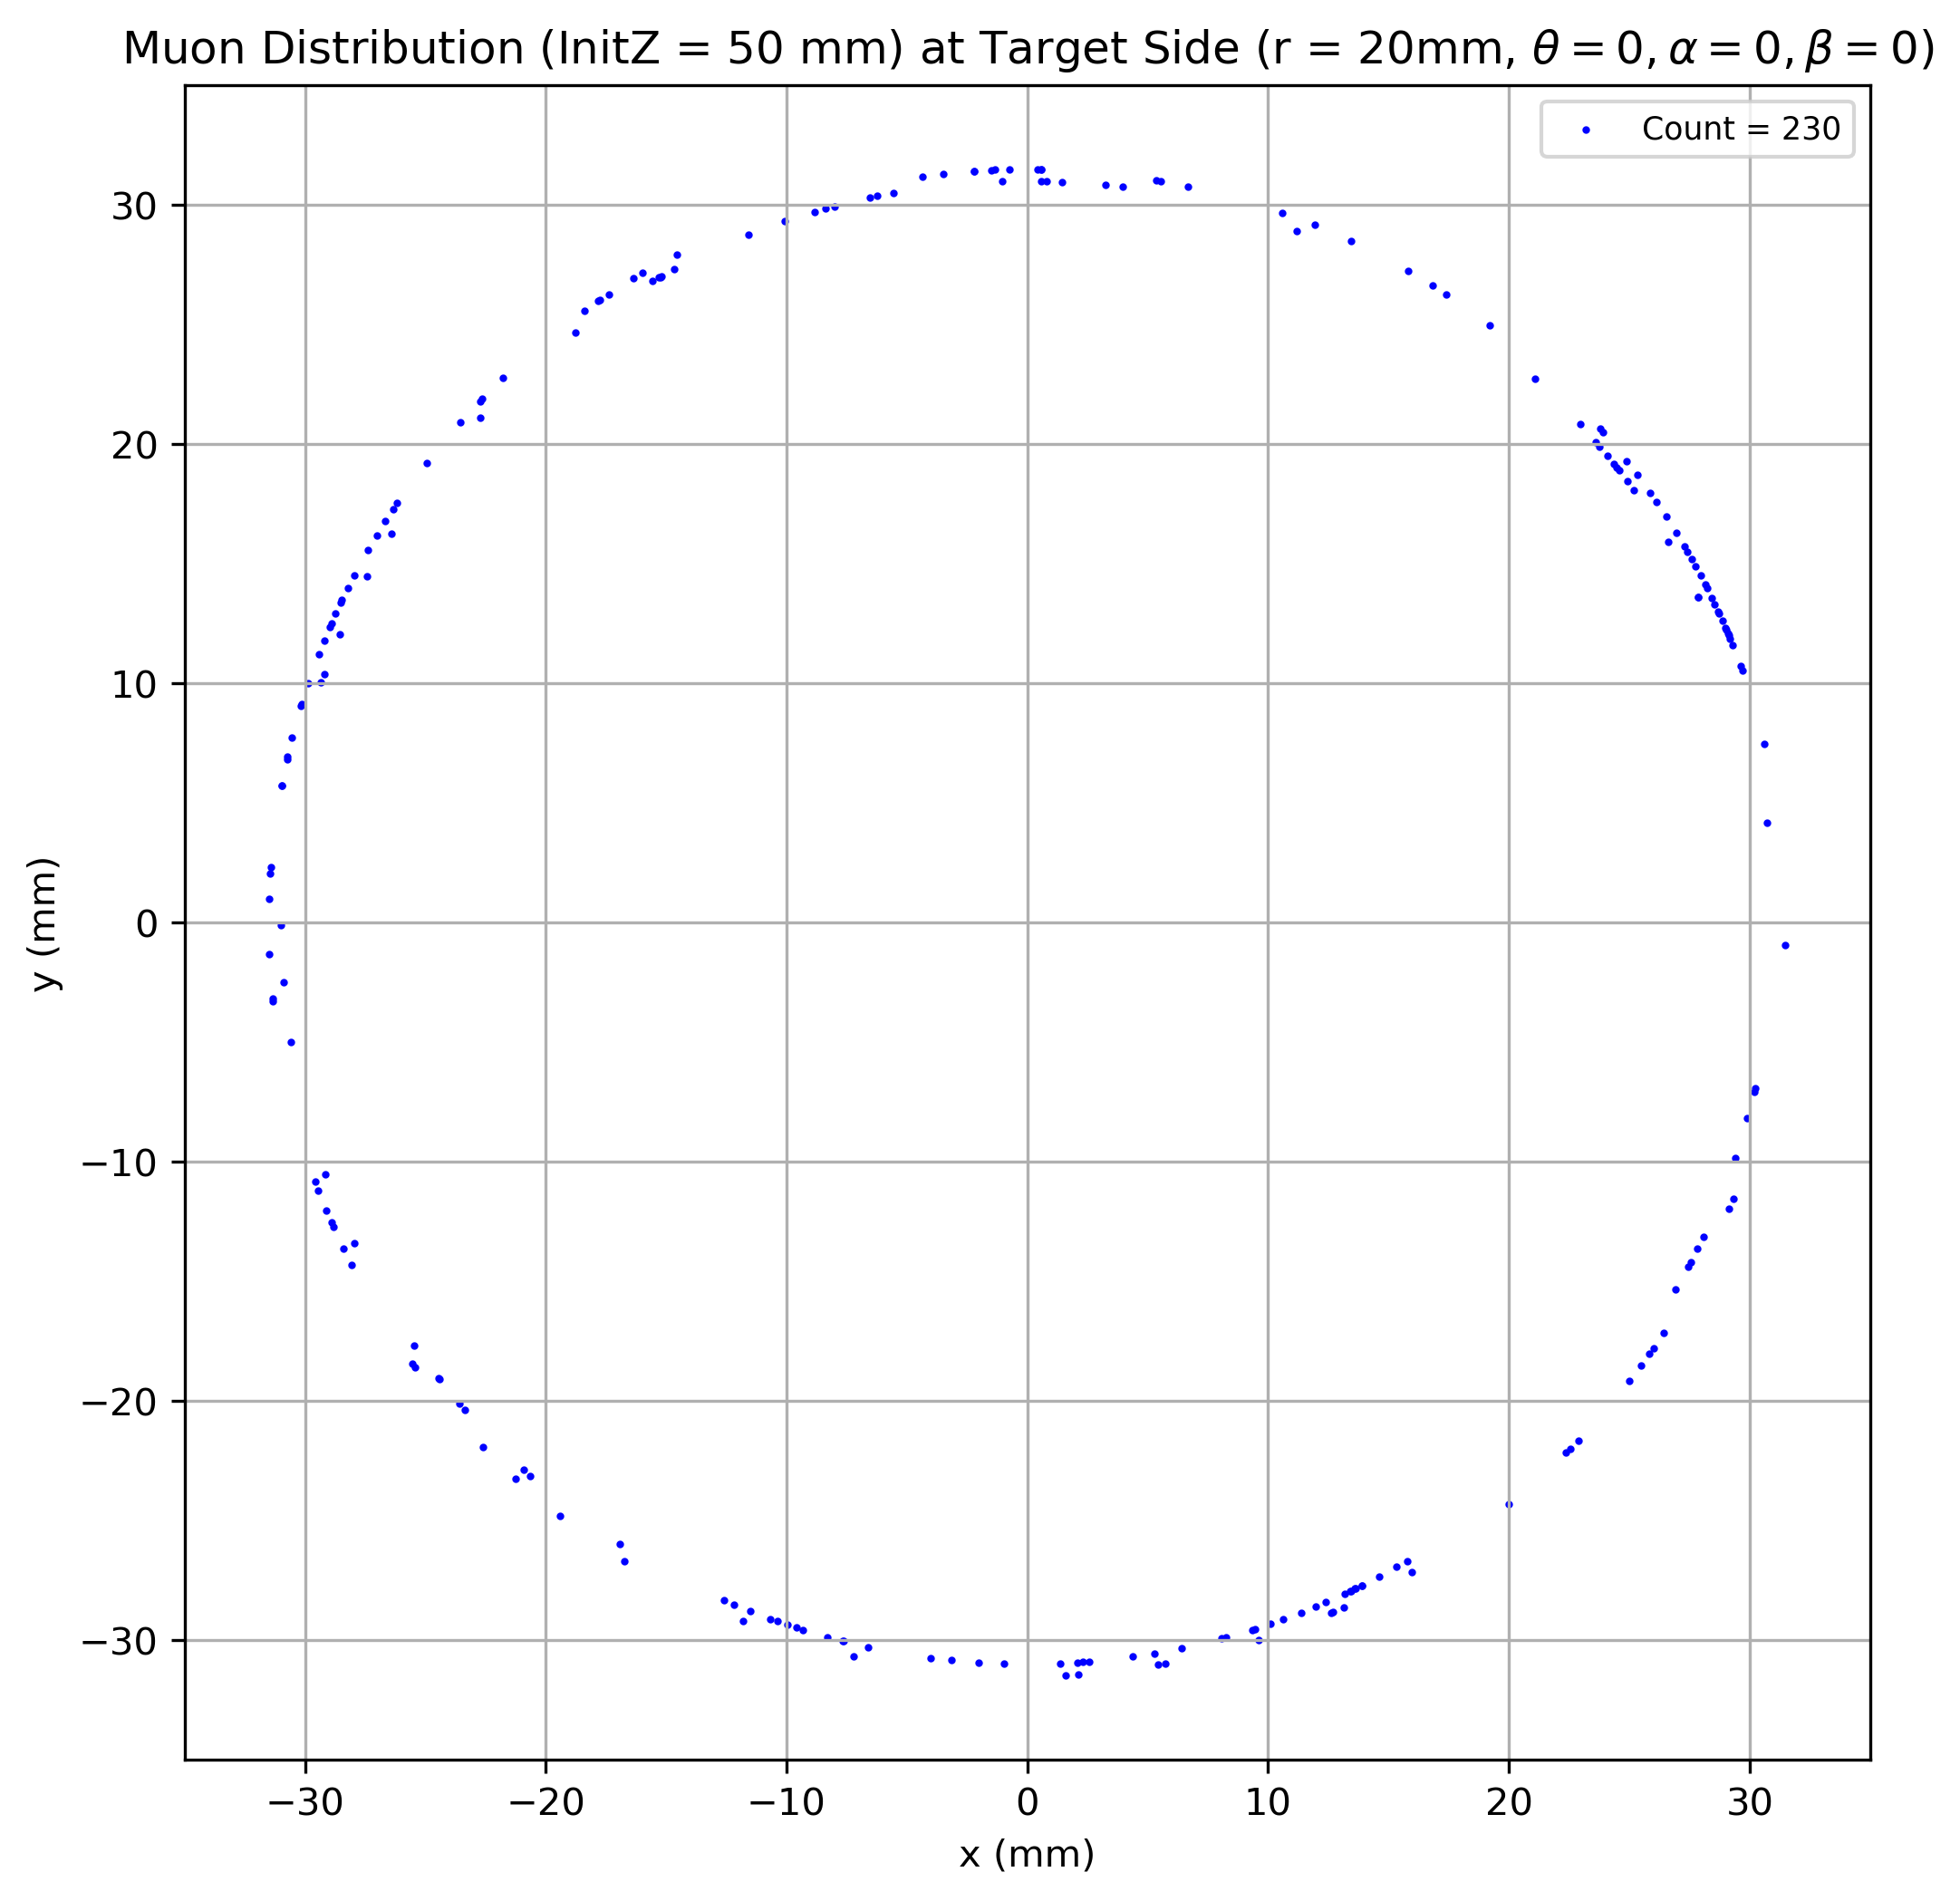 Muon Distribution (InitZ = 50 mm) at Target Side (r = 20mm, θ = 0, α = 0, β = 0)
Count = 230
30
20
10
0
−10
−20
−30
y (mm)
−30 −20 −10 0 10 20 30
x (mm)